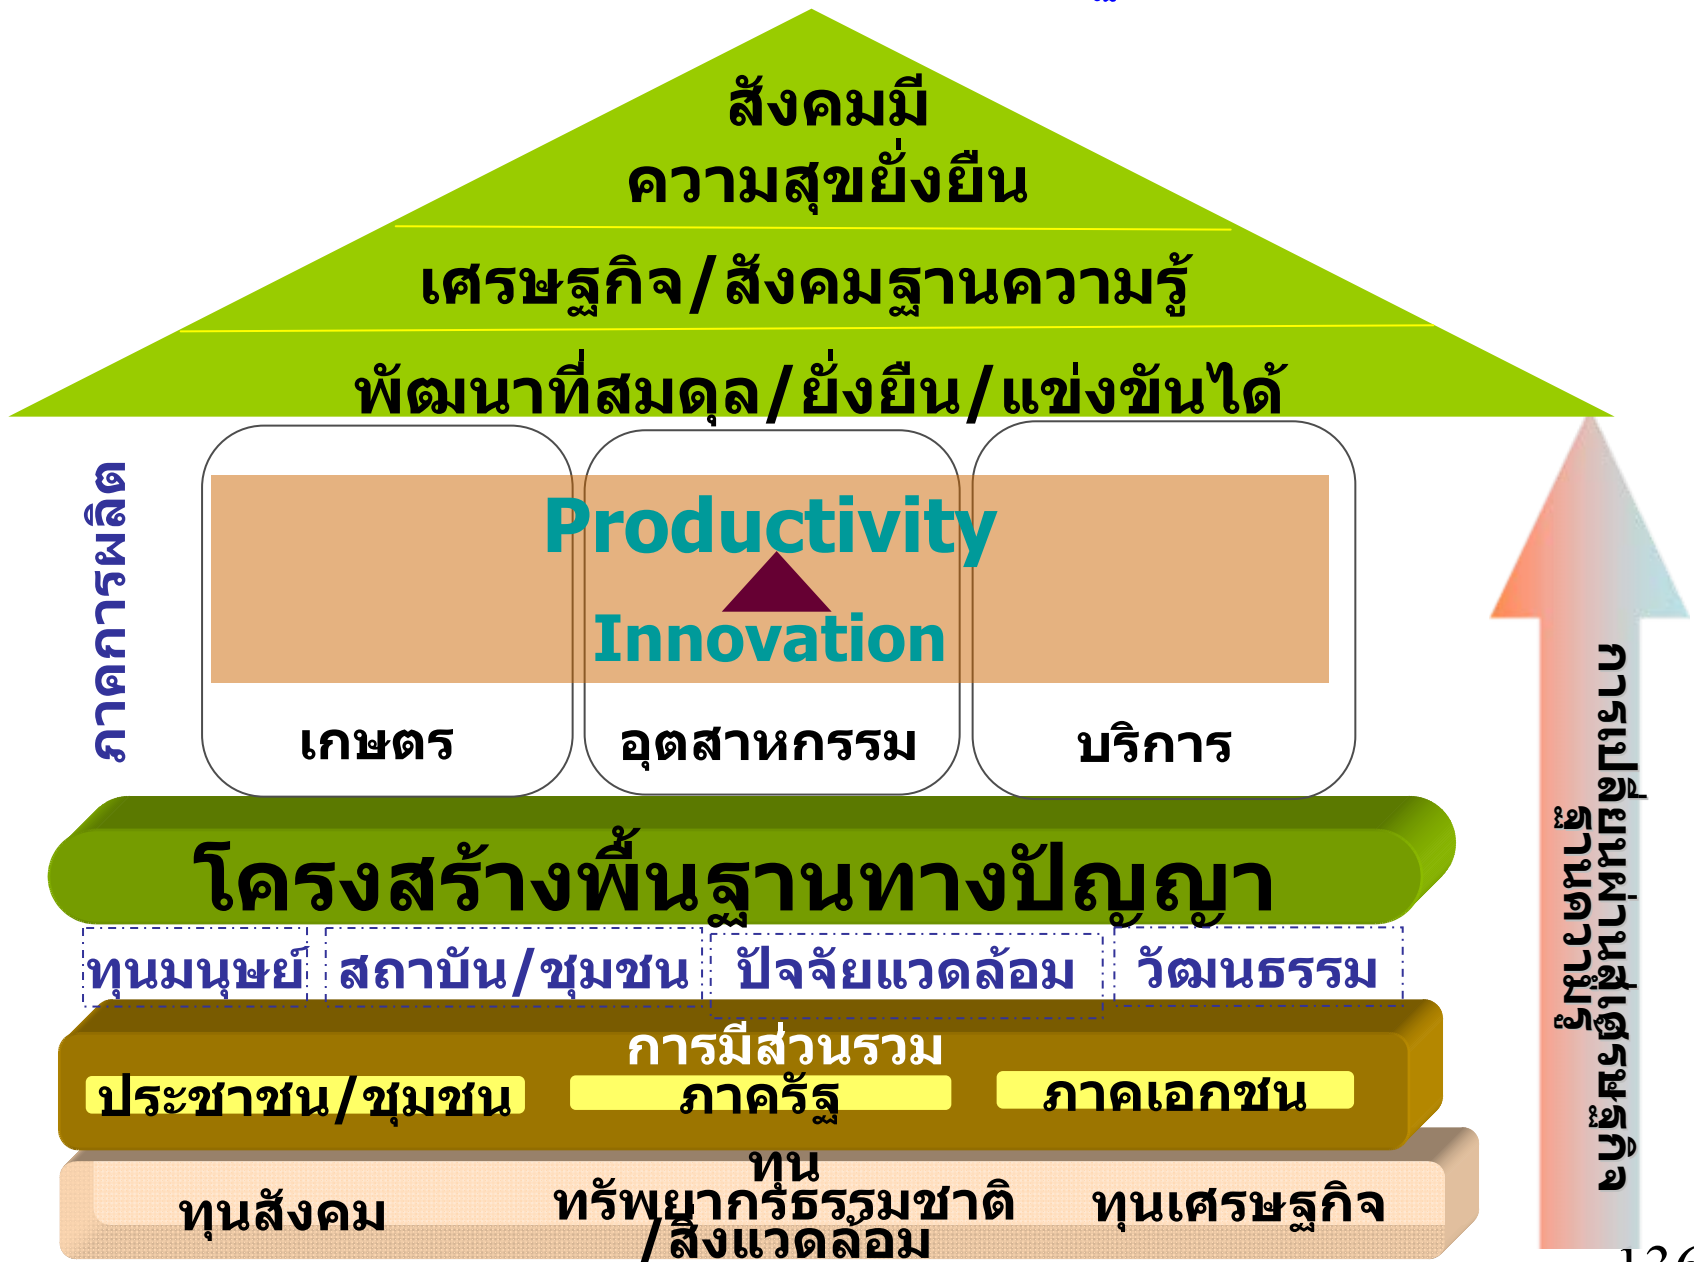 สังคมมี
ความสุขยั่งยืน
เศรษฐกิจ/สังคมฐานความรู้
พัฒนาที่สมดุล/ยั่งยืน/แข่งขันได้
ภาคการผลิต
Productivity
Innovation
เกษตร
อุตสาหกรรม
บริการ
โครงสร้างพื้นฐานทางปัญญา
ทุนมนุษย์
สถาบัน/ชุมชน
ปัจจัยแวดล้อม
วัฒนธรรม
การมีส่วนรวม
ประชาชน/ชุมชน
ภาครัฐ
ภาคเอกชน
ทุนสังคม
ทุน
ทรัพยากรธรรมชาติ
/สิ่งแวดล้อม
ทุนเศรษฐกิจ
การเปลี่ยนผ่านสู่เศรษฐกิจ
ฐานความรู้
136